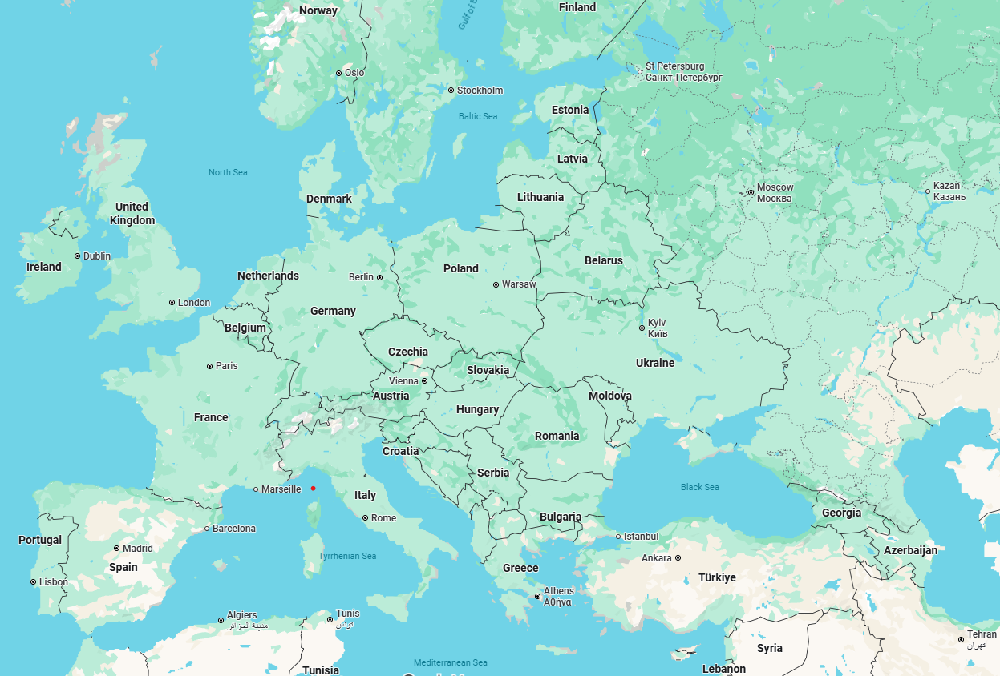 Norway
Finland
Gulf of
Oslo
St Petersburg
Санкт-Петербург
Stockholm
Estonia
Baltic Sea
Latvia
North Sea
Moscow
Москва
Kazan
Казань
Denmark
Lithuania
United
Kingdom
Dublin
Ireland
Belarus
Poland
Netherlands
Berlin
Warsaw
London
Germany
Belgium
Kyiv
Київ
Czechia
Ukraine
Paris
Slovakia
Vienna
Austria
Moldova
Hungary
France
Romania
Croatia
Serbia
Black Sea
Marseille
Italy
Rome
Bulgaria
Georgia
Barcelona
Istanbul
Portugal
Madrid
Tyrrhenian Sea
Ankara
Azerbaijan
Spain
Greece
Türkiye
Lisbon
Athens
Αθήνα
Algiers
مدينة الجزائر
Tunis
تونس
Tehran
تهران
Syria
Mediterranean Sea
Tunisia
Lebanon